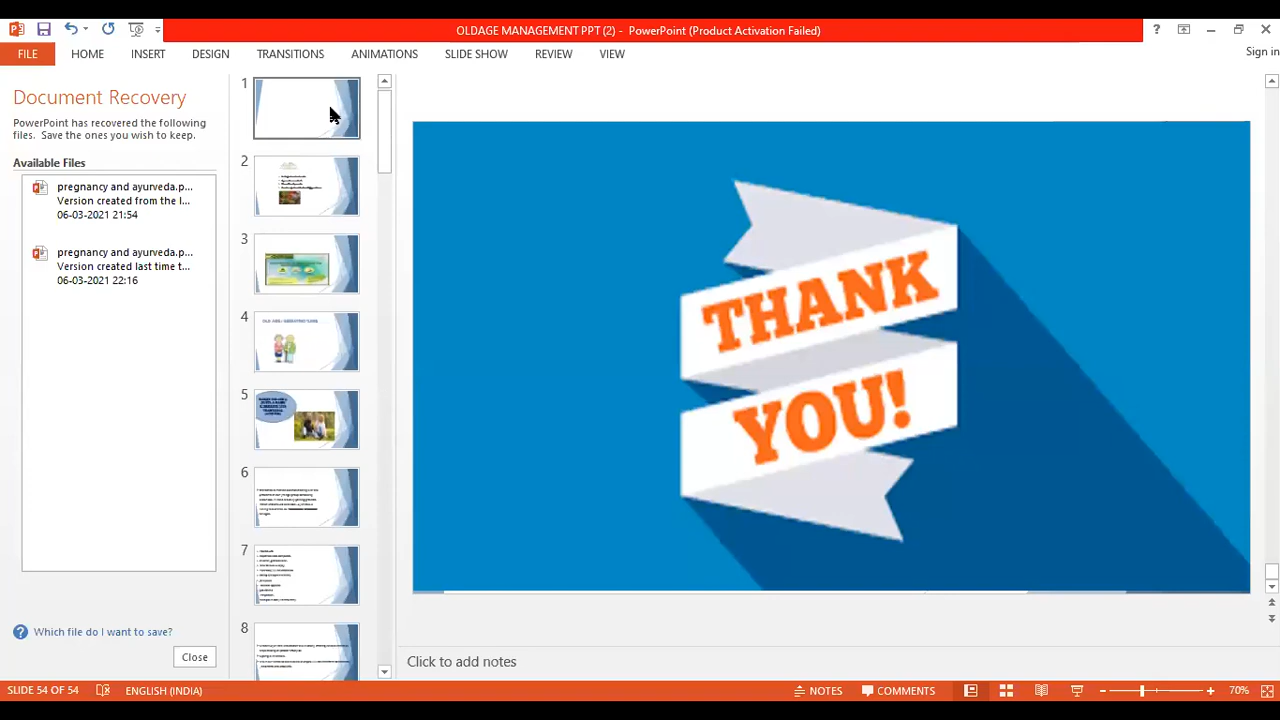 OLDAGE MANAGEMENT PPT (2) - PowerPoint (Product Activation Failed)
?
FILE HOME INSERT DESIGN TRANSITIONS ANIMATIONS SLIDE SHOW REVIEW VIEW
Sign in
Document Recovery
PowerPoint has recovered the following
files. Save the ones you wish to keep.
Available Files
pregnancy and ayurveda.p...
Version created from the l...
06-03-2021 21:54
pregnancy and ayurveda.p...
Version created last time t...
06-03-2021 22:16
? Which file do I want to save?
Close
1
2
3
4
5
6
7
8
THANK
YOU!
Click to add notes
SLIDE 54 OF 54 ENGLISH (INDIA) NOTES COMMENTS 70%